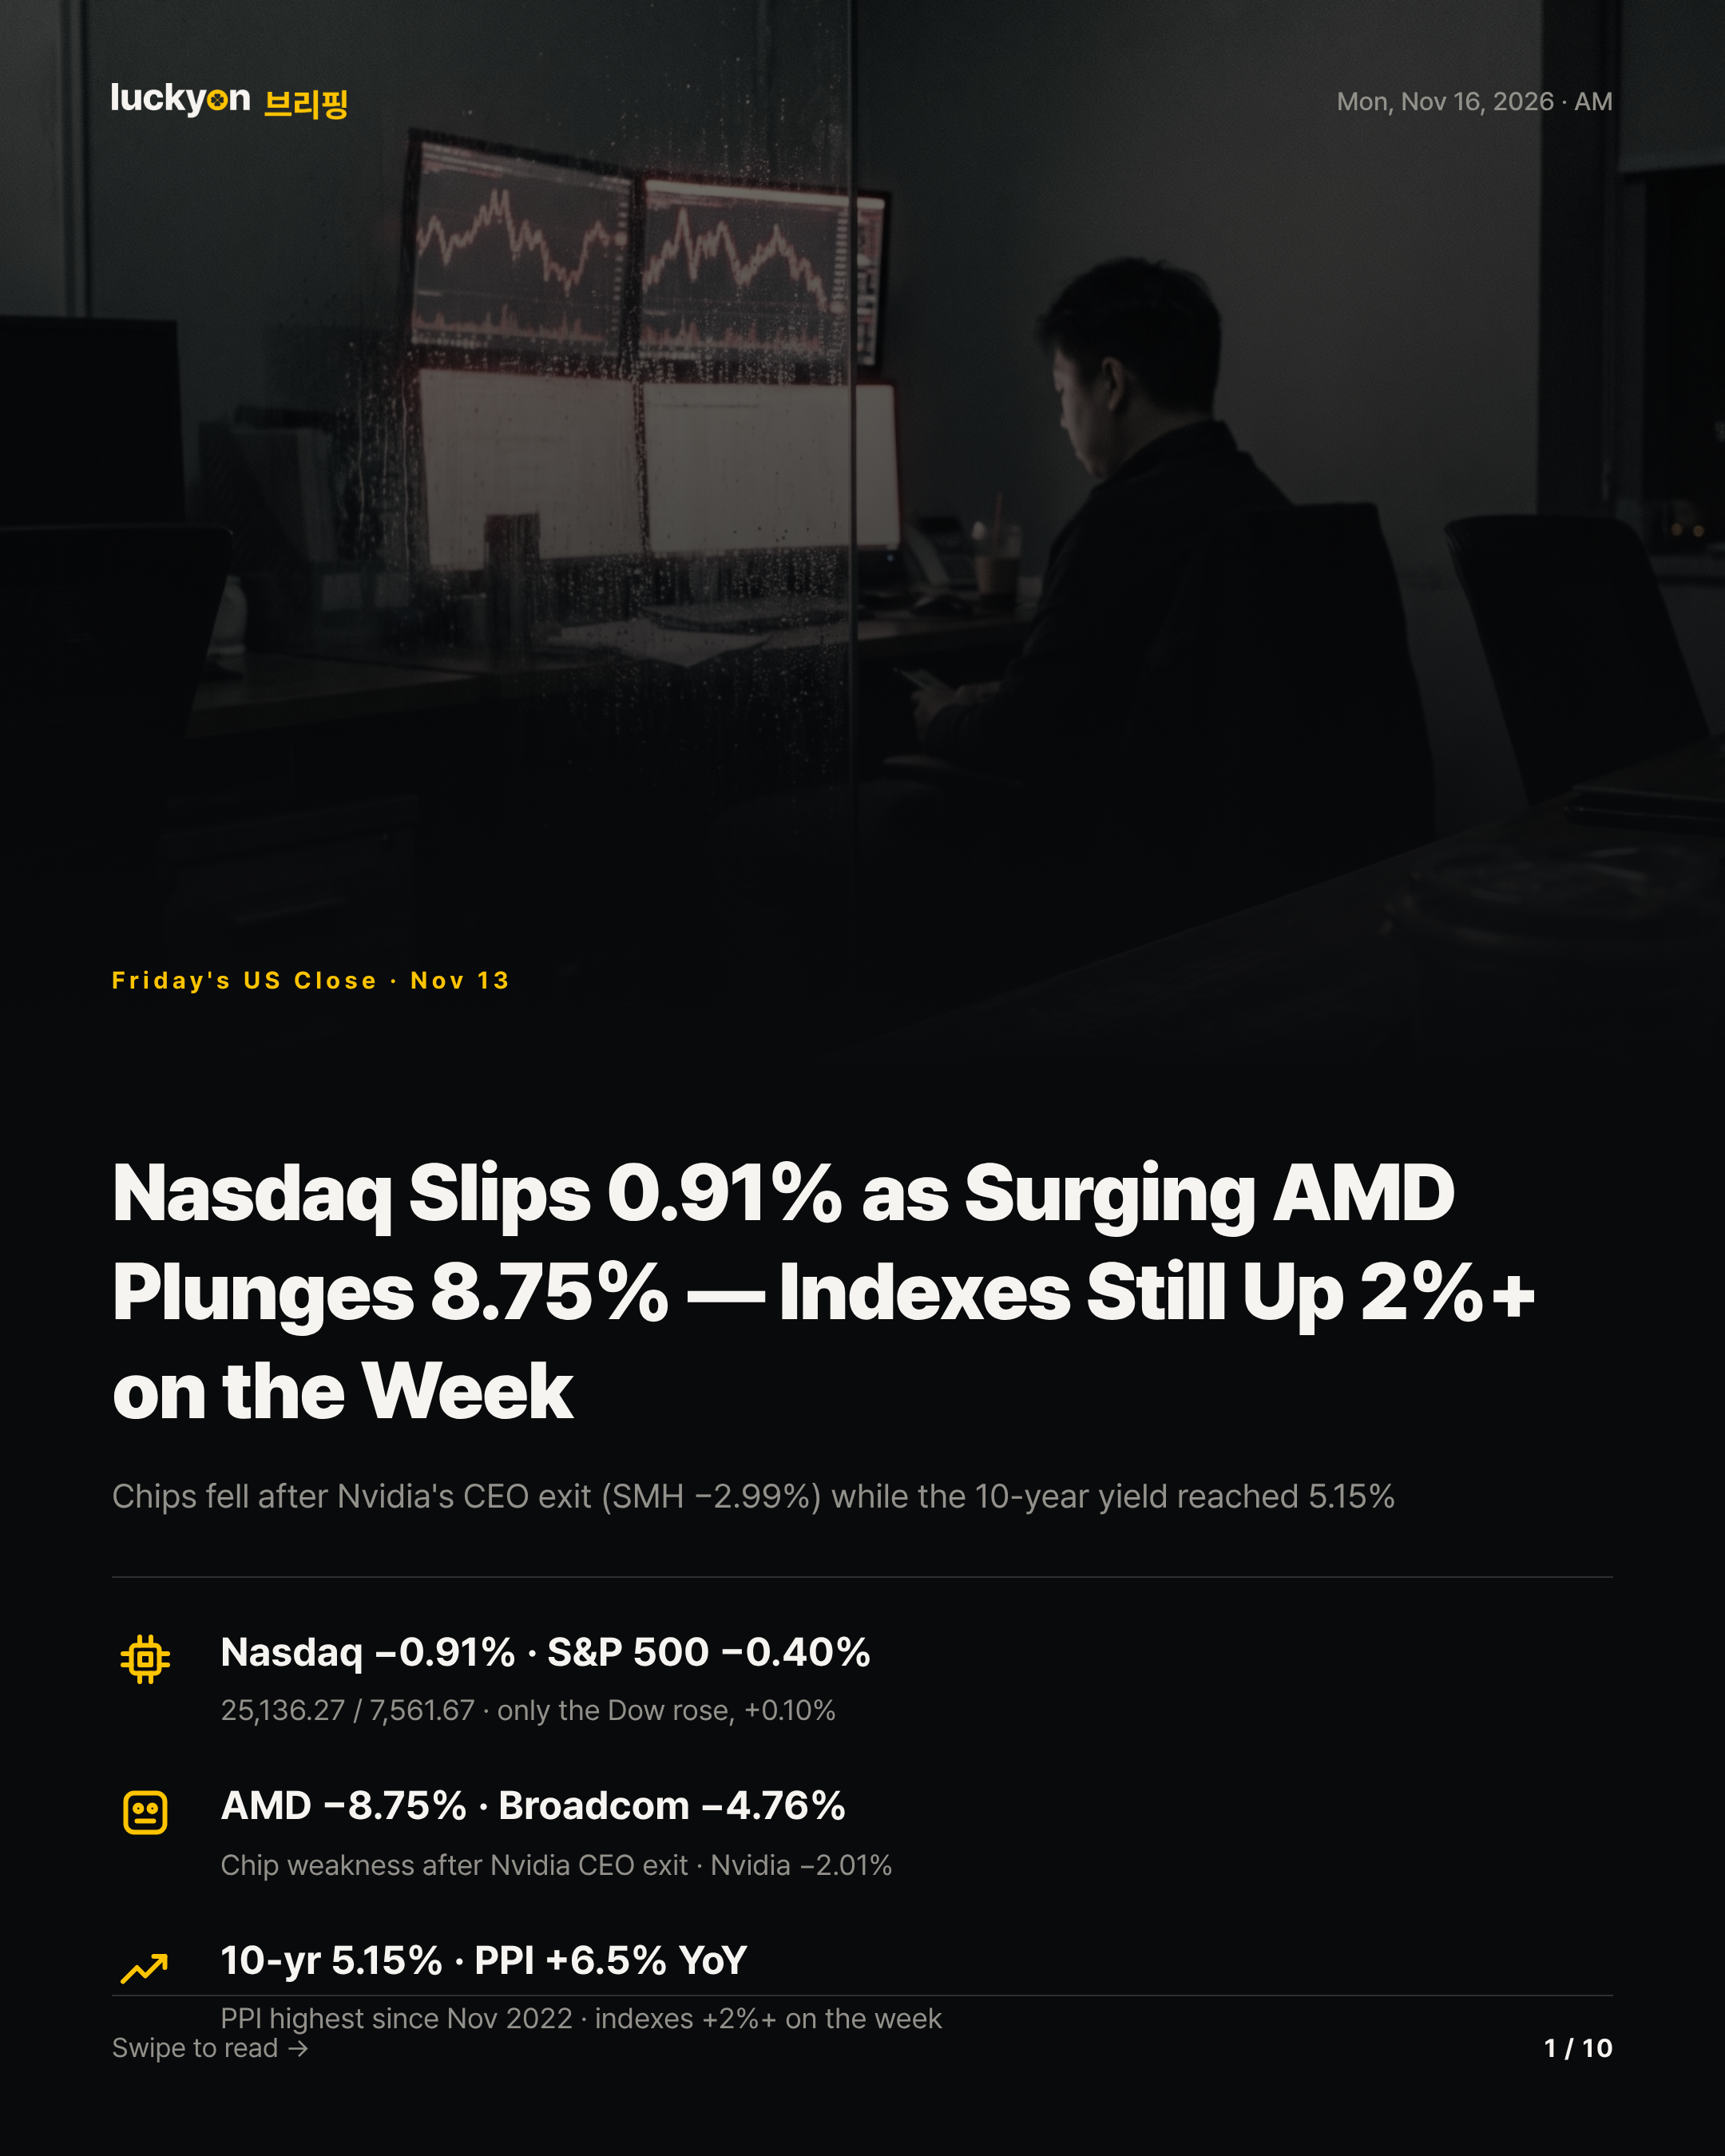 luckyon 브리핑
Mon, Nov 16, 2026 · AM
Friday's US Close · Nov 13
Nasdaq Slips 0.91% as Surging AMD
Plunges 8.75% — Indexes Still Up 2%+
on the Week
Chips fell after Nvidia's CEO exit (SMH −2.99%) while the 10-year yield reached 5.15%
Nasdaq −0.91% · S&P 500 −0.40%
25,136.27 / 7,561.67 · only the Dow rose, +0.10%
AMD −8.75% · Broadcom −4.76%
Chip weakness after Nvidia CEO exit · Nvidia −2.01%
10-yr 5.15% · PPI +6.5% YoY
PPI highest since Nov 2022 · indexes +2%+ on the week
Swipe to read →
1 / 10